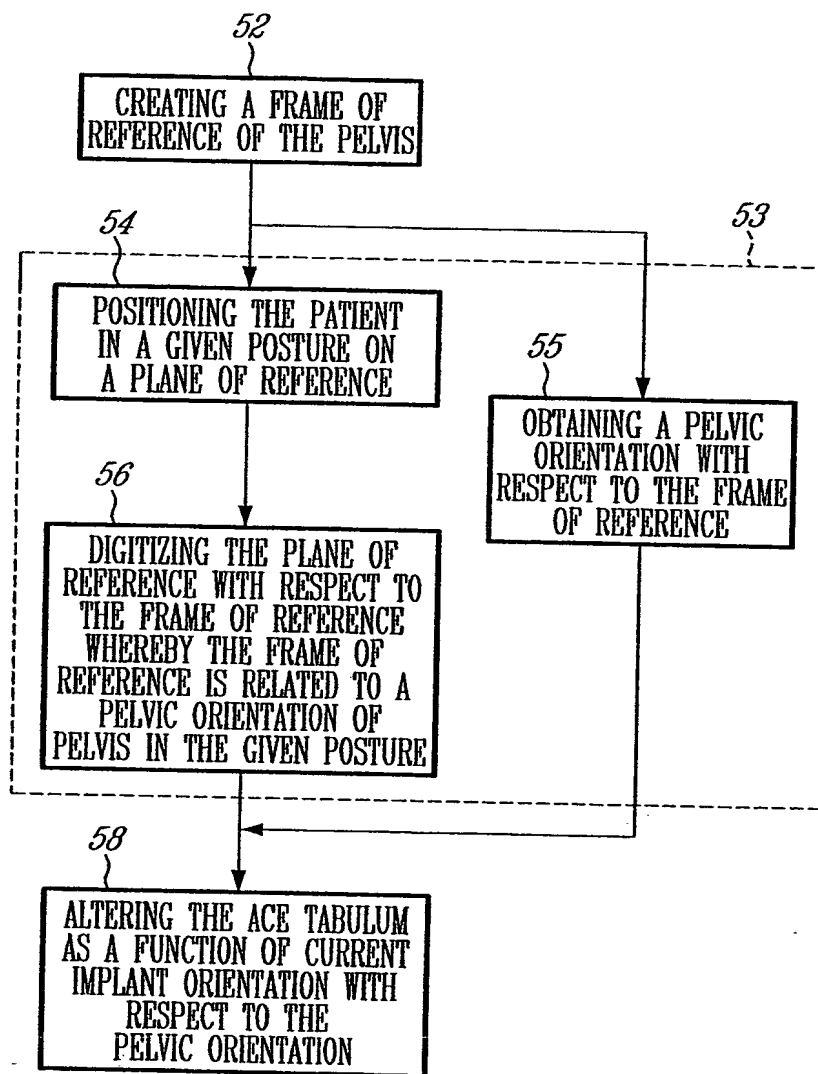 52
CREATING A FRAME OF
REFERENCE OF THE PELVIS
54
53
POSITIONING THE PATIENT
IN A GIVEN POSTURE ON
A PLANE OF REFERENCE
55
OBTAINING A PELVIC
ORIENTATION WITH
RESPECT TO THE FRAME
OF REFERENCE
56
DIGITIZING THE PLANE OF
REFERENCE WITH RESPECT TO
THE FRAME OF REFERENCE
WHEREBY THE FRAME OF
REFERENCE IS RELATED TO A
PELVIC ORIENTATION OF
PELVIS IN THE GIVEN POSTURE
58
ALTERING THE ACE TABULUM
AS A FUNCTION OF CURRENT
IMPLANT ORIENTATION WITH
RESPECT TO THE
PELVIC ORIENTATION